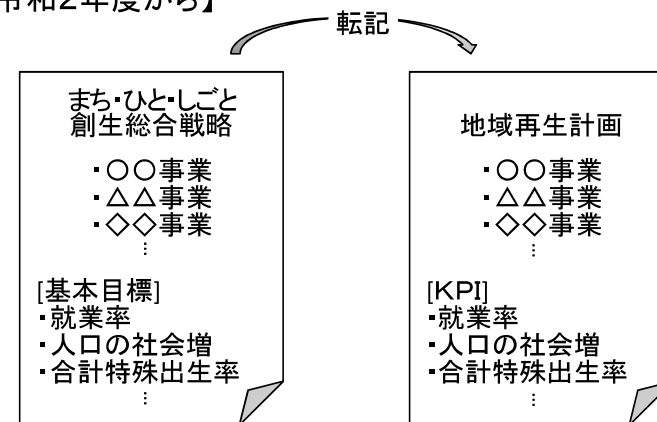 令和2年度から】
転記
まち・ひと・しごと
創生総合戦略
・〇〇事業
・△△事業
・◇◇事業
⋮
[基本目標]
・就業率
・人口の社会増
・合計特殊出生率
⋮
地域再生計画
・〇〇事業
・△△事業
・◇◇事業
⋮
[KPI]
・就業率
・人口の社会増
・合計特殊出生率
⋮